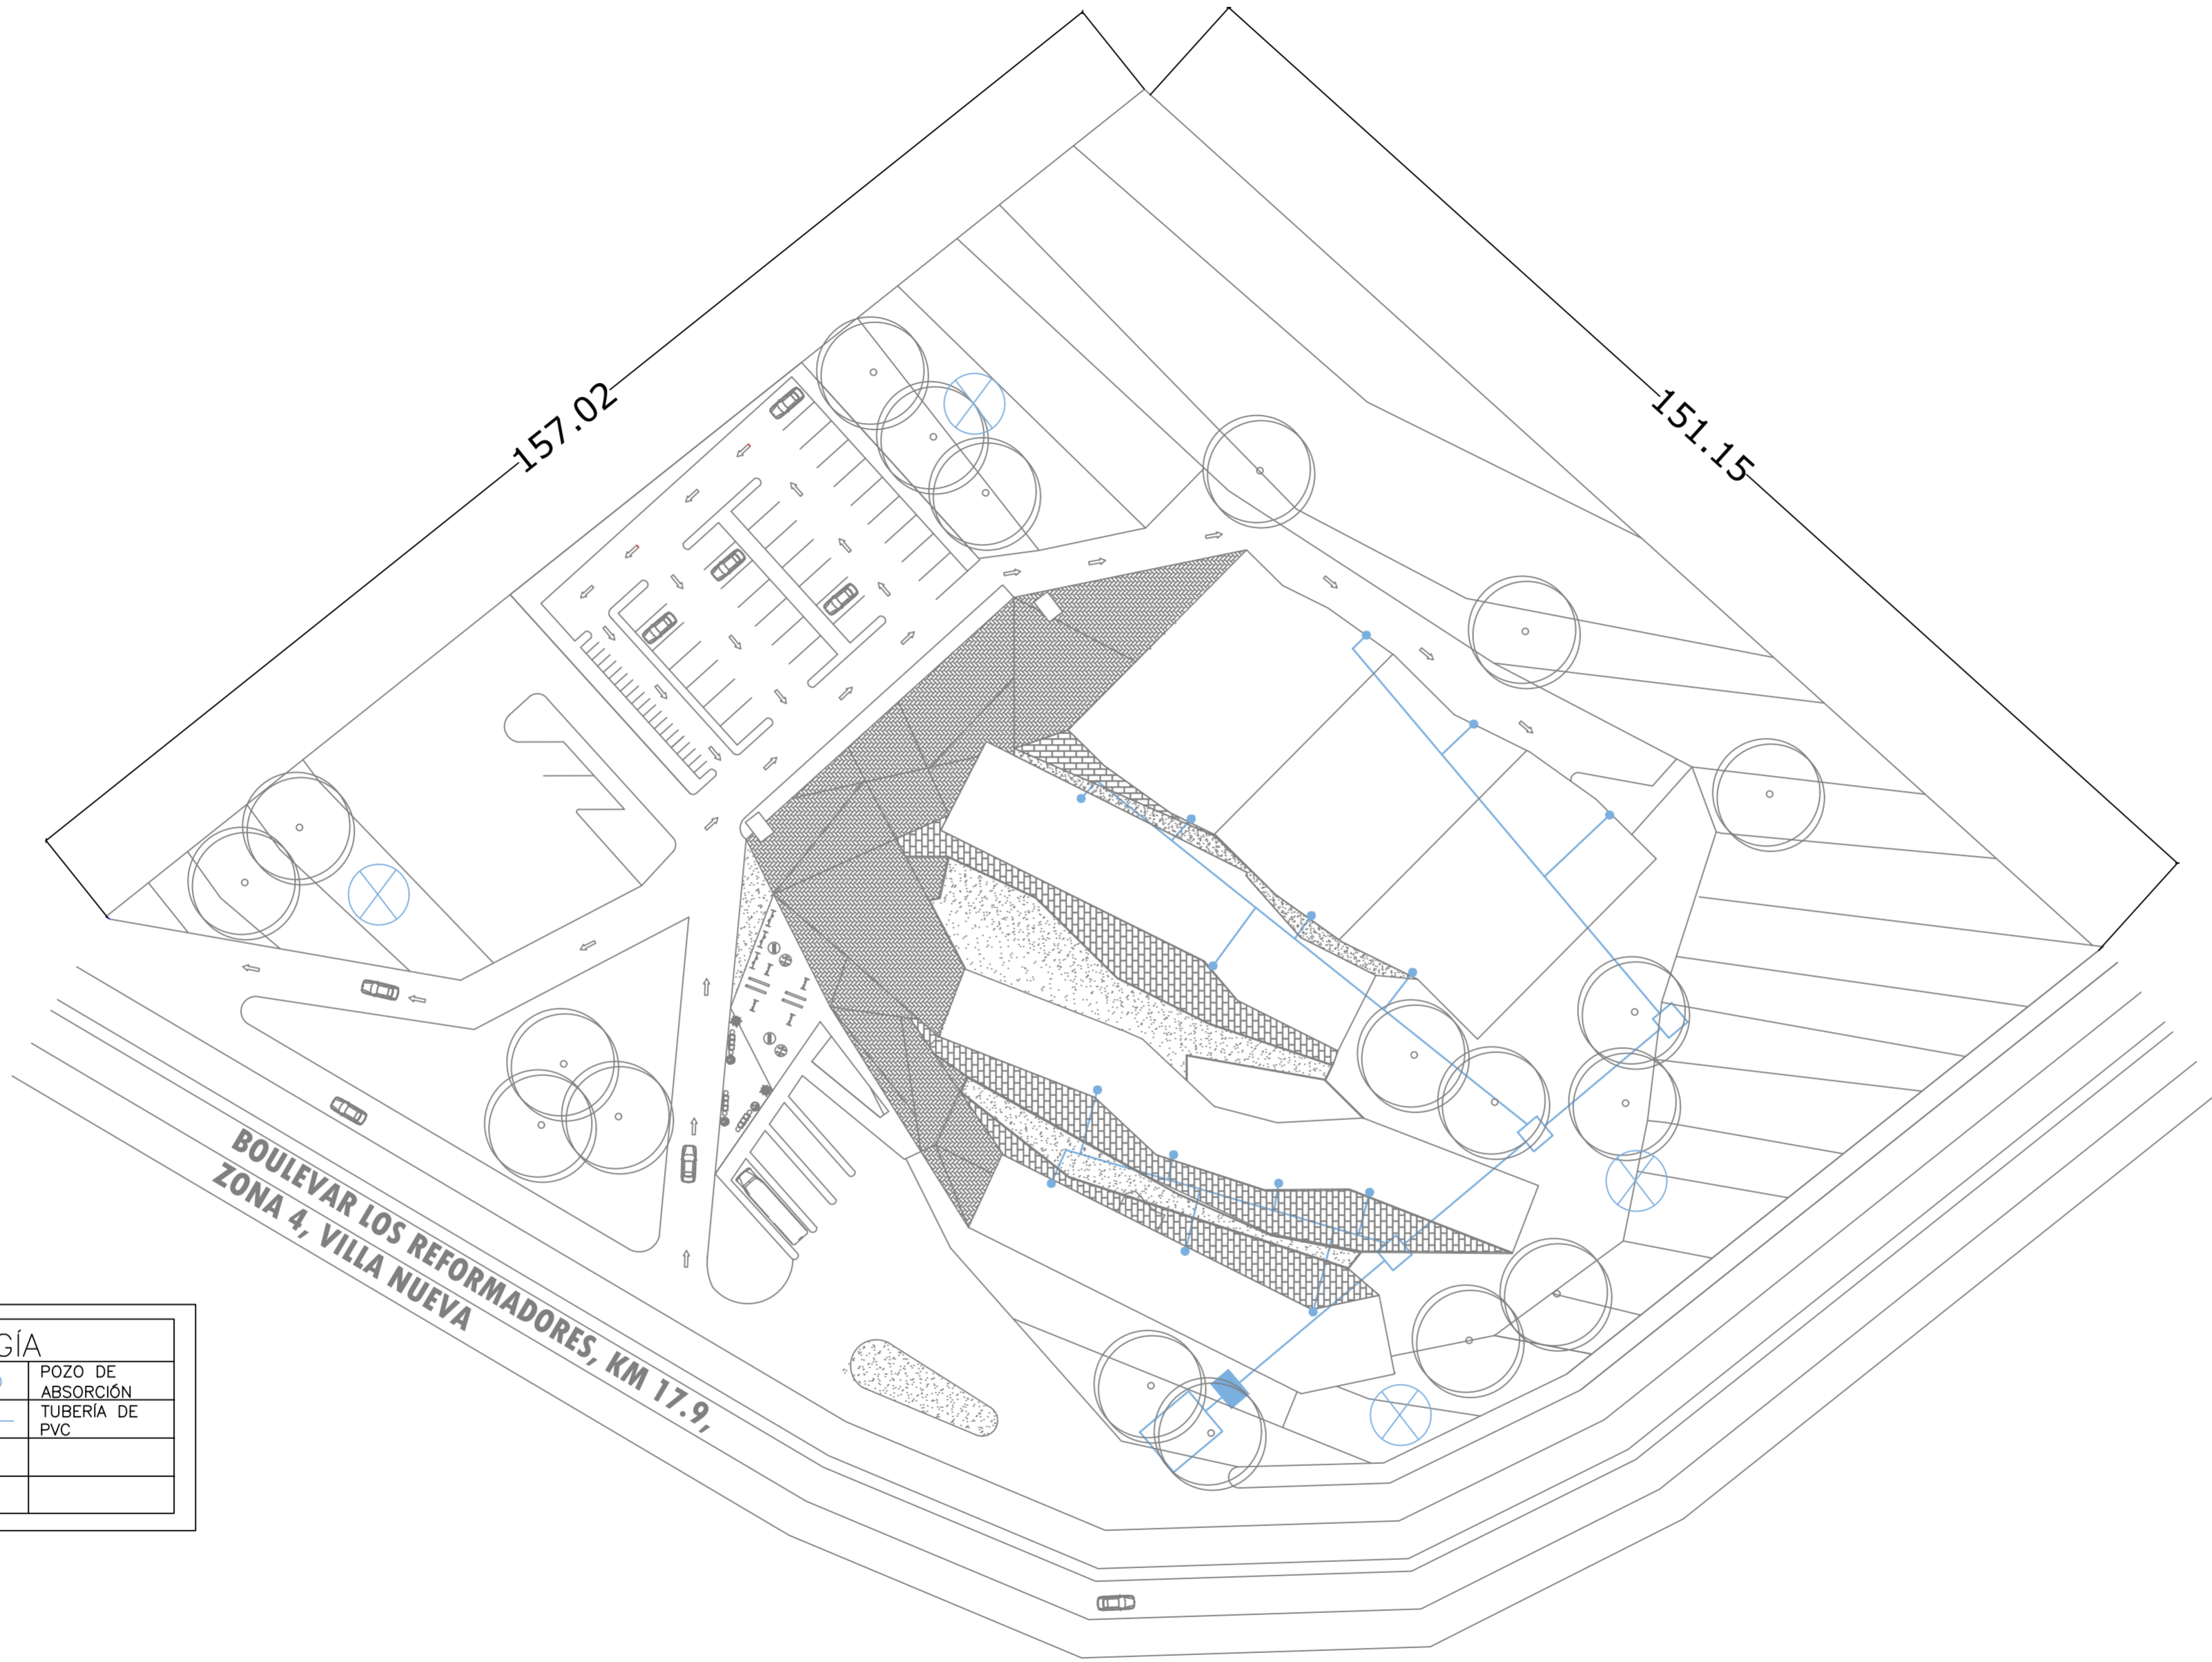 157.02
151.15
BOULEVAR LOS REFORMADORES, KM 17.9,
ZONA 4, VILLA NUEVA
GÍA
POZO DE
ABSORCIÓN
TUBERÍA DE
PVC